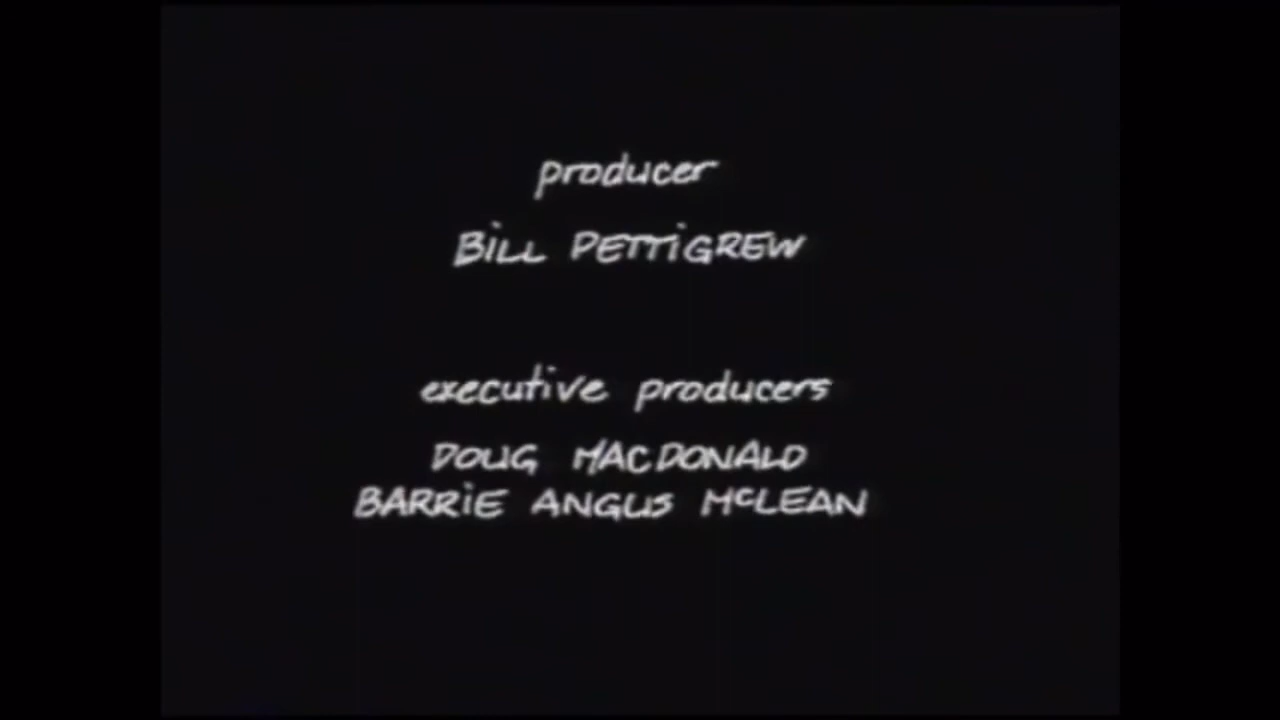 producer
BiLL PETTiGREW
executive producers
DOUG MACDONALD
BARRiE ANGUS McLEAN